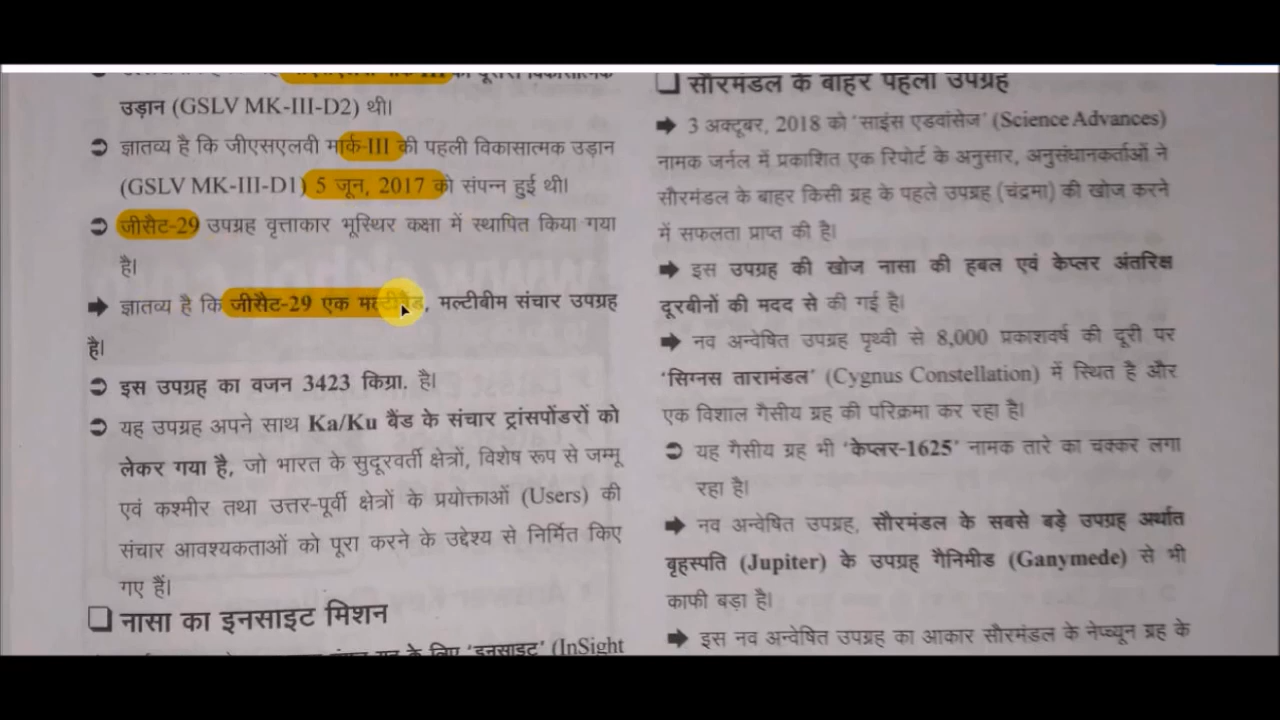 उड़ान (GSLV MK-III-D2) थी।
➲ ज्ञातव्य है कि जीएसएलवी मार्क-III की पहली विकासात्मक उड़ान
(GSLV MK-III-D1) 5 जून, 2017 को संपन्न हुई थी।
➲ जीसैट-29 उपग्रह वृत्ताकार भूस्थिर कक्षा में स्थापित किया गया
है।
➡ ज्ञातव्य है कि जीसैट-29 एक मल्टीबैंड, मल्टीबीम संचार उपग्रह
है।
➲ इस उपग्रह का वजन 3423 किग्रा. है।
➲ यह उपग्रह अपने साथ Ka/Ku बैंड के संचार ट्रांसपोंडरों को
लेकर गया है, जो भारत के सुदूरवर्ती क्षेत्रों, विशेष रूप से जम्मू
एवं कश्मीर तथा उत्तर-पूर्वी क्षेत्रों के प्रयोक्ताओं (Users) की
संचार आवश्यकताओं को पूरा करने के उद्देश्य से निर्मित किए
गए हैं।
❑ नासा का इनसाइट मिशन
के लिए 'इनसाइट' (InSight
❑ सौरमंडल के बाहर पहला उपग्रह
➡ 3 अक्टूबर, 2018 को 'साइंस एडवांसेज' (Science Advances)
नामक जर्नल में प्रकाशित एक रिपोर्ट के अनुसार, अनुसंधानकर्ताओं ने
सौरमंडल के बाहर किसी ग्रह के पहले उपग्रह (चंद्रमा) की खोज करने
में सफलता प्राप्त की है।
➡ इस उपग्रह की खोज नासा की हबल एवं केप्लर अंतरिक्ष
दूरबीनों की मदद से की गई है।
➡ नव अन्वेषित उपग्रह पृथ्वी से 8,000 प्रकाशवर्ष की दूरी पर
'सिग्नस तारामंडल' (Cygnus Constellation) में स्थित है और
एक विशाल गैसीय ग्रह की परिक्रमा कर रहा है।
➲ यह गैसीय ग्रह भी 'केप्लर-1625' नामक तारे का चक्कर लगा
रहा है।
➡ नव अन्वेषित उपग्रह, सौरमंडल के सबसे बड़े उपग्रह अर्थात
बृहस्पति (Jupiter) के उपग्रह गैनिमीड (Ganymede) से भी
काफी बड़ा है।
➡ इस नव अन्वेषित उपग्रह का आकार सौरमंडल के नेप्च्यून ग्रह के